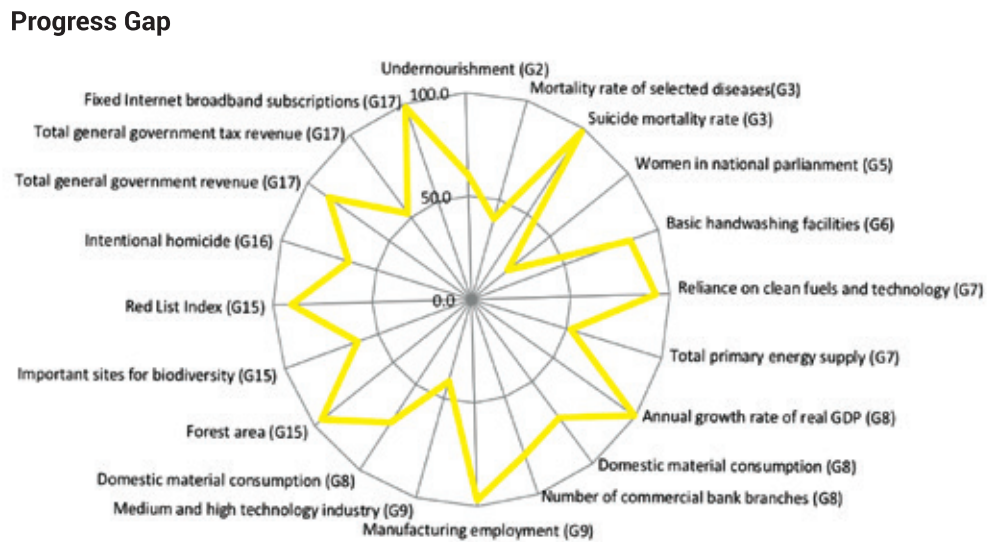 Progress Gap
Undernourishment (G2)
Mortality rate of selected diseases(G3)
Suicide mortality rate (G3)
Women in national parlianment (G5)
Basic handwashing facilities (G6)
Reliance on clean fuels and technology (G7)
Total primary energy supply (G7)
Annual growth rate of real GDP (G8)
Domestic material consumption (G8)
Number of commercial bank branches (G8)
Manufacturing employment (G9)
Medium and high technology industry (G9)
Domestic material consumption (G8)
Forest area (G15)
Important sites for biodiversity (G15)
Red List Index (G15)
Intentional homicide (G16)
Total general government revenue (G17)
Total general government tax revenue (G17)
Fixed Internet broadband subscriptions (G17)
100.0
50.0
0.0